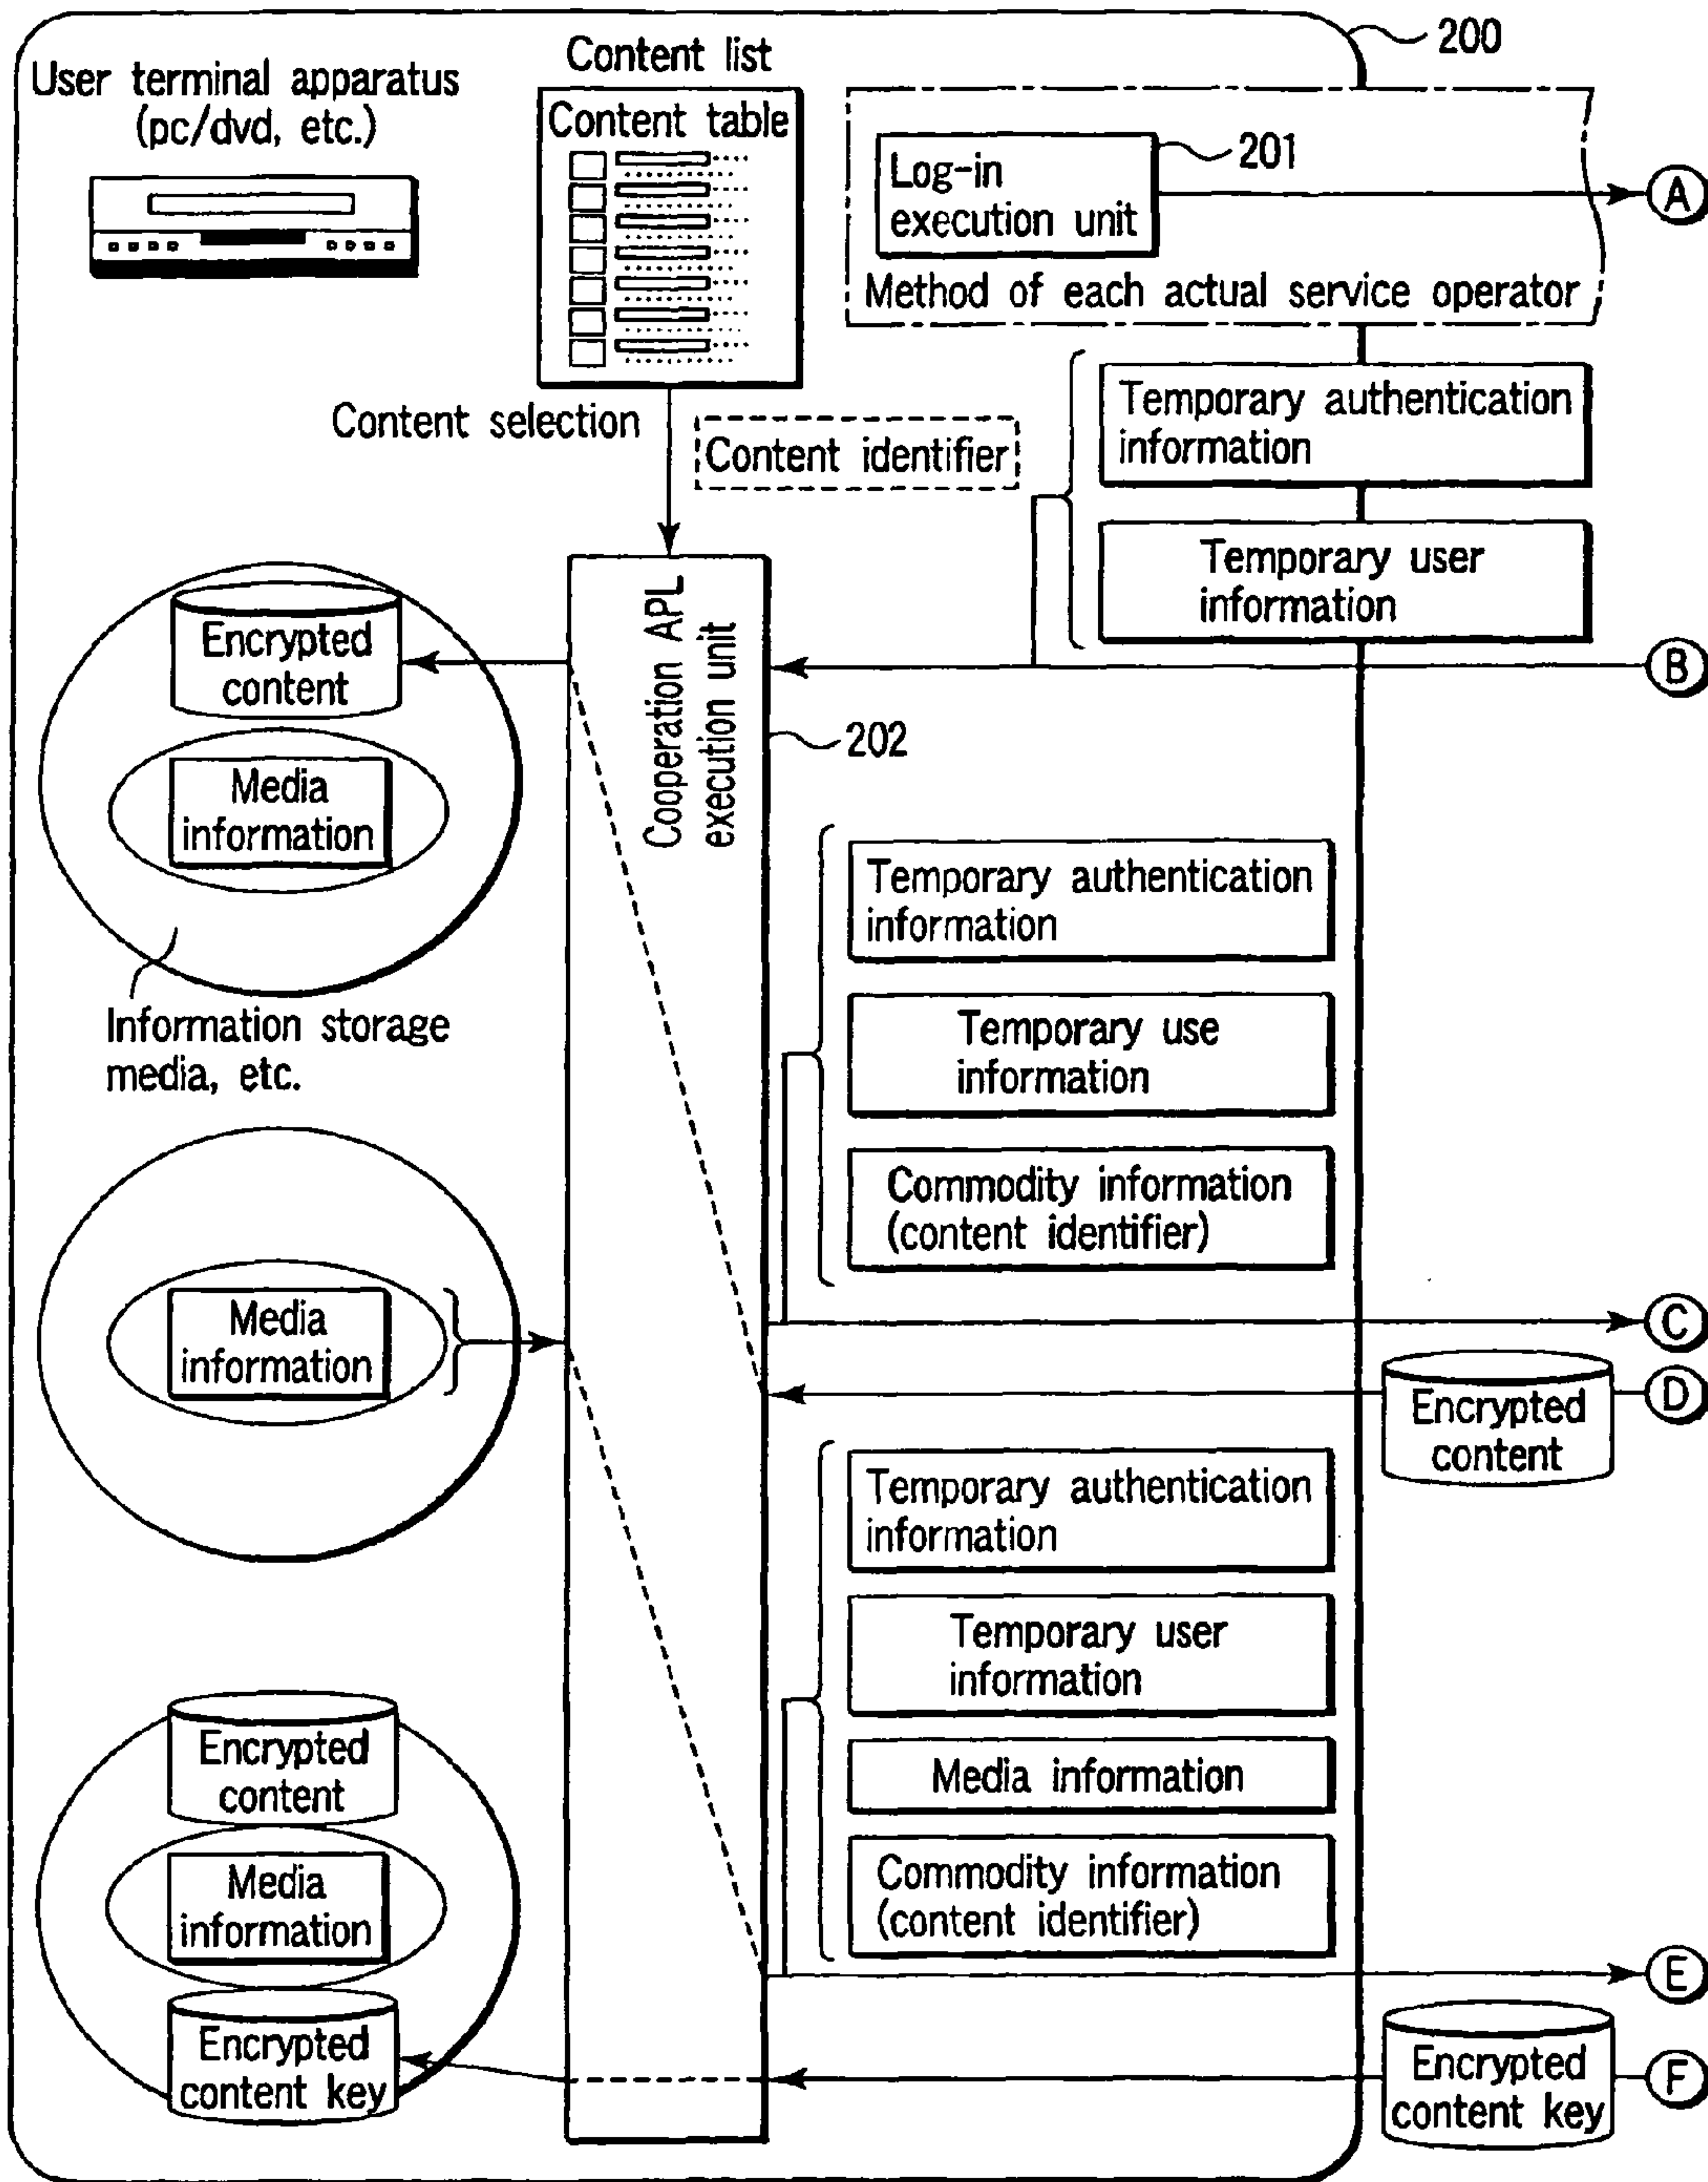 200
User terminal apparatus
(pc/dvd, etc.)
Content list
Content table
Log-in
execution unit
201
A
Method of each actual service operator
Content selection
Content identifier
Temporary authentication
information
Temporary user
information
B
Cooperation APL
execution unit
202
Encrypted
content
Media
information
Information storage
media, etc.
Temporary authentication
information
Temporary use
information
Commodity information
(content identifier)
C
Media
information
D
Encrypted
content
Temporary authentication
information
Temporary user
information
Media information
Commodity information
(content identifier)
E
Encrypted
content
Media
information
Encrypted
content key
Encrypted
content key
F